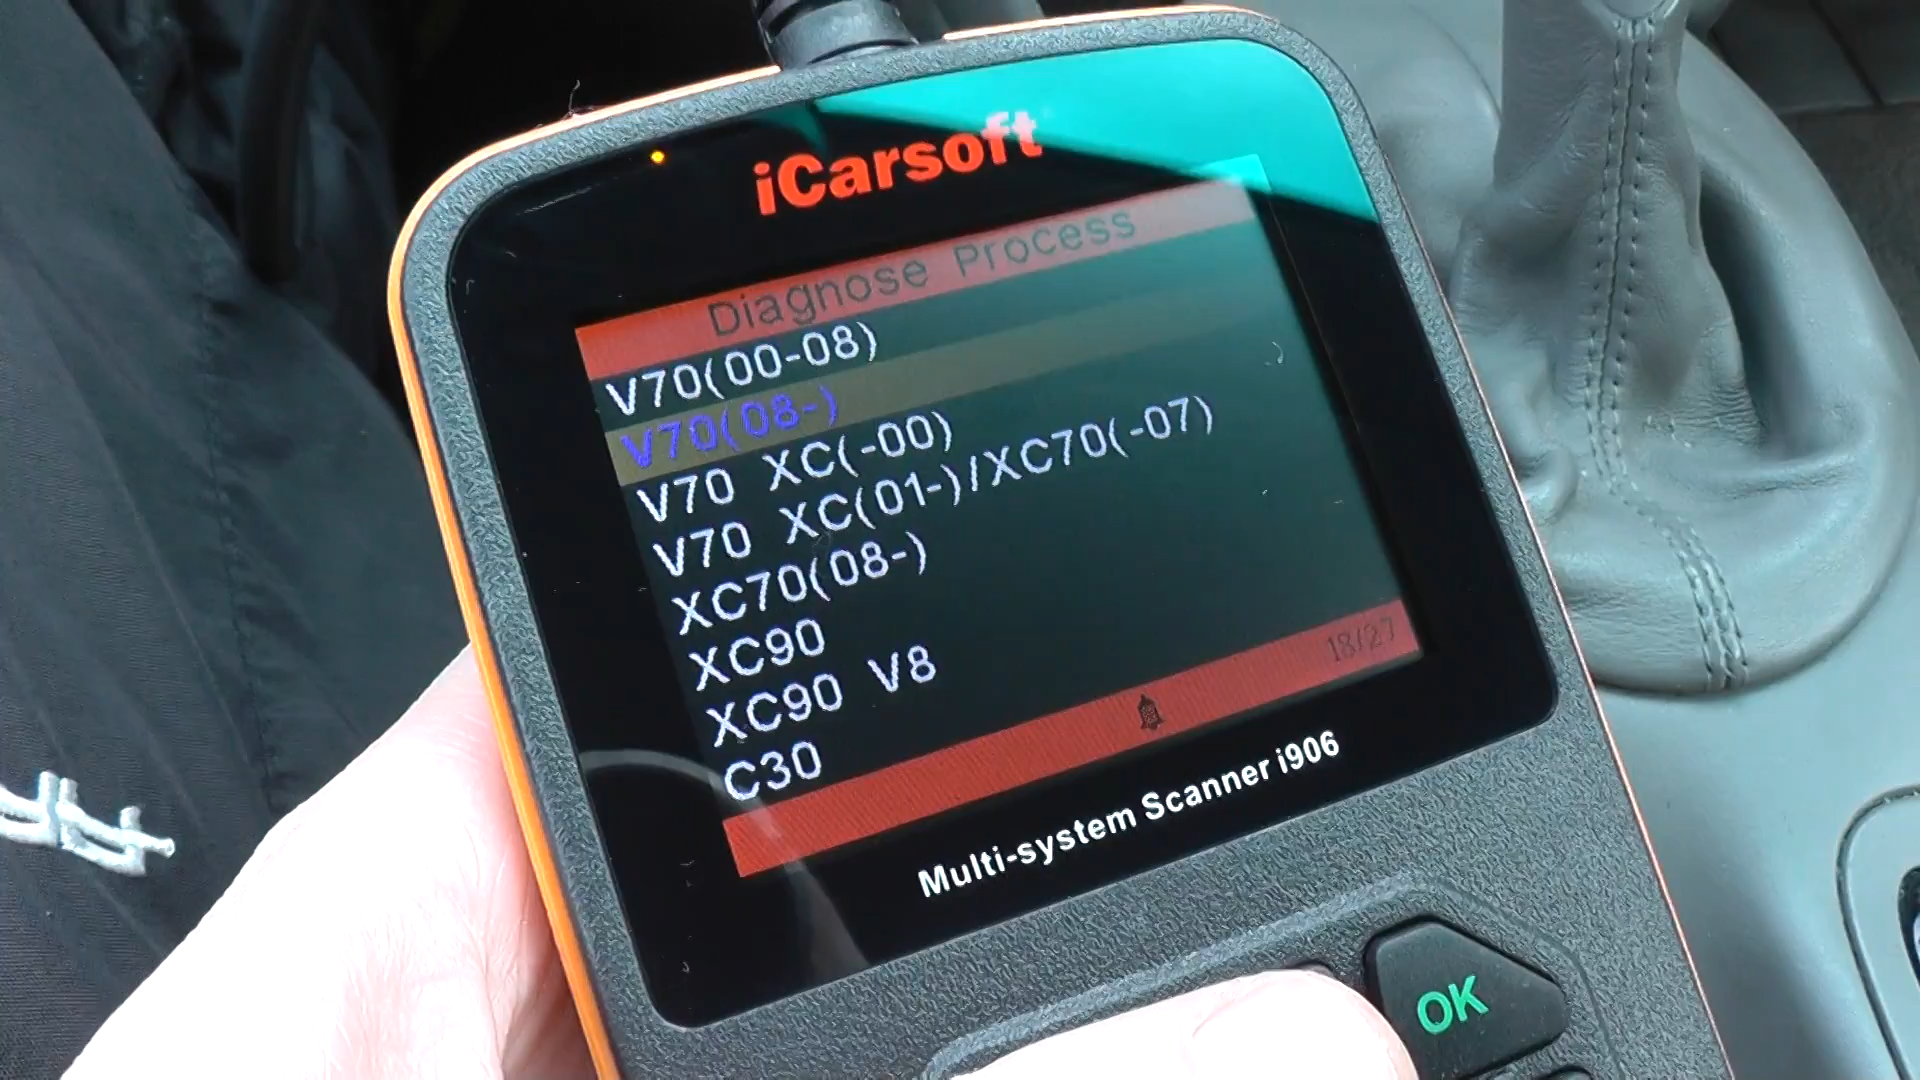 iCarsoft
Diagnose Process
V70(00-08)
V70(08-)
V70 XC(-00)
V70 XC(01-)/XC70(-07)
XC70(08-)
XC90
XC90 V8
C30
18/27
Multi-system Scanner i906
OK